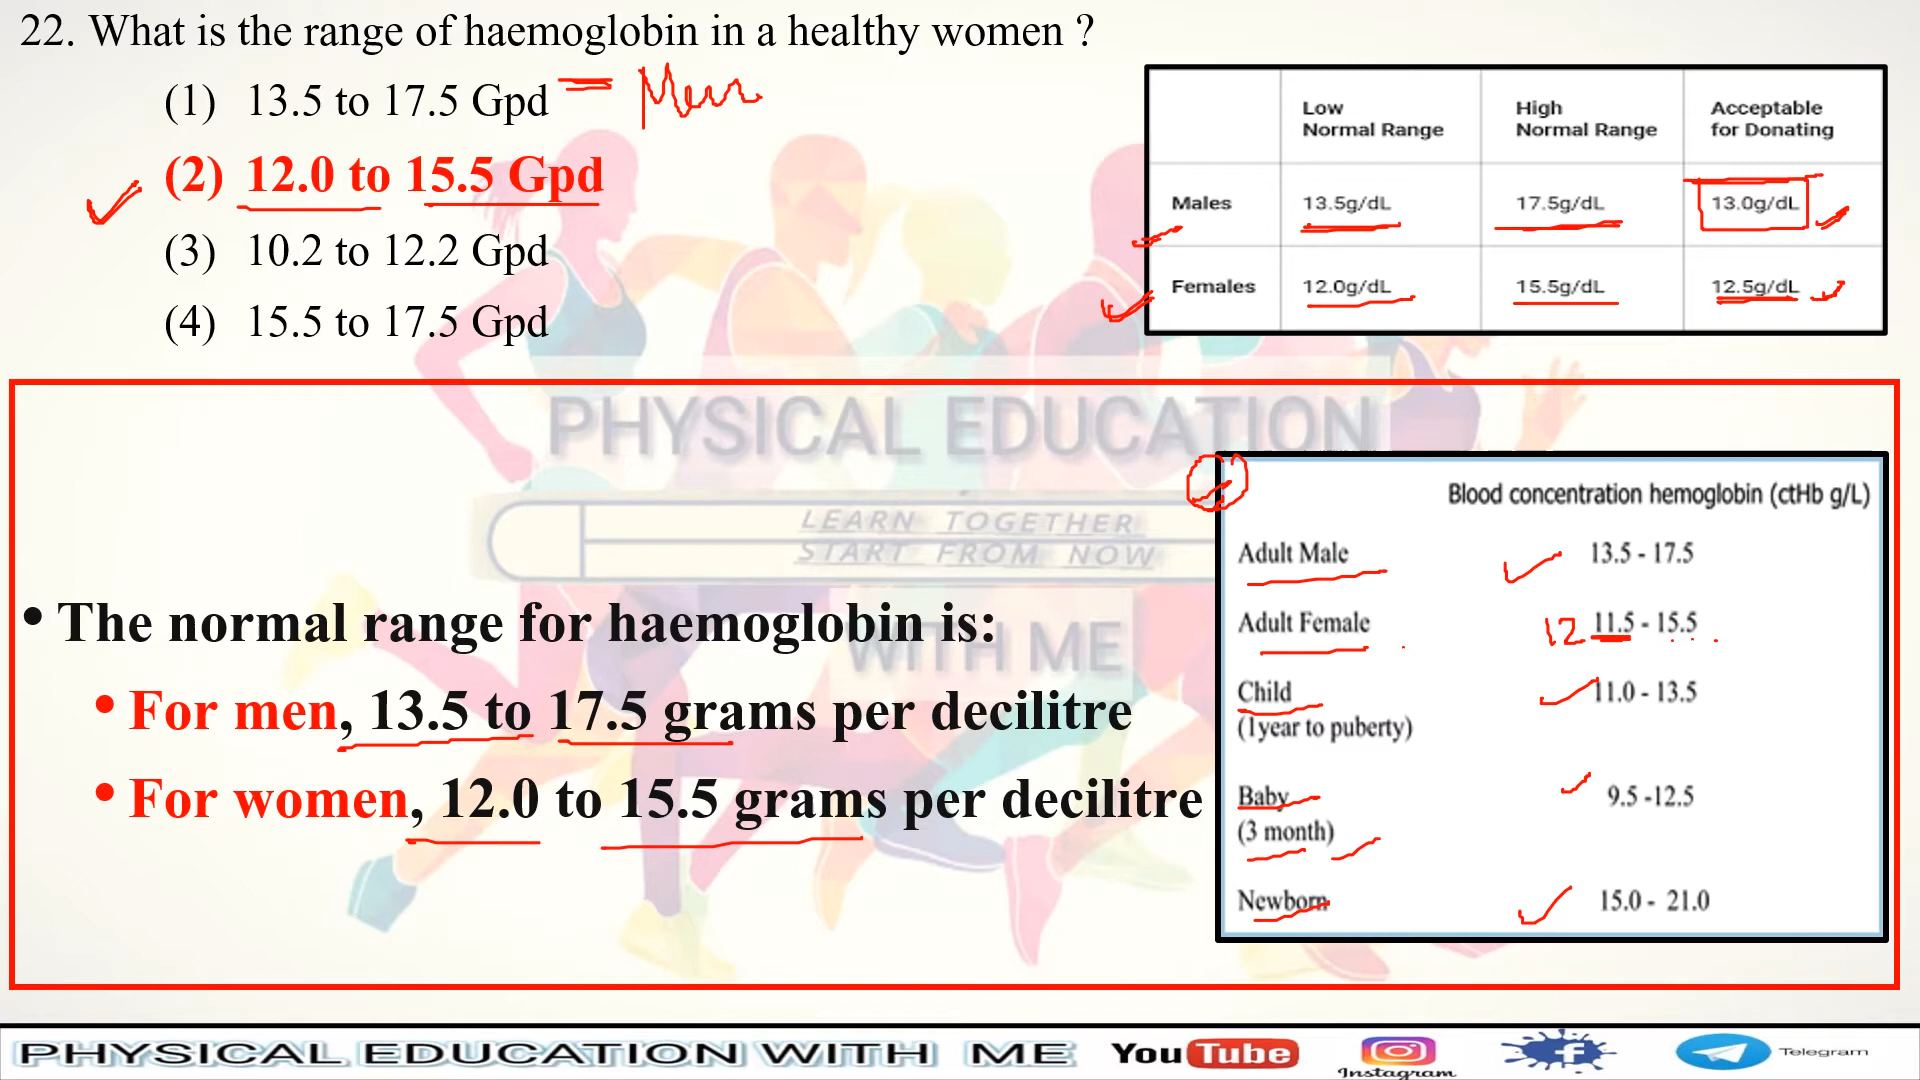 22. What is the range of haemoglobin in a healthy women ?
(1) 13.5 to 17.5 Gpd = Men
(2) 12.0 to 15.5 Gpd
(3) 10.2 to 12.2 Gpd
(4) 15.5 to 17.5 Gpd
Low Normal Range High Normal Range Acceptable for Donating
Males 13.5g/dL 17.5g/dL 13.0g/dL
Females 12.0g/dL 15.5g/dL 12.5g/dL
PHYSICAL EDUCATION
LEARN TOGETHER
START FROM NOW
WITH ME
• The normal range for haemoglobin is:
• For men, 13.5 to 17.5 grams per decilitre
• For women, 12.0 to 15.5 grams per decilitre
Blood concentration hemoglobin (ctHb g/L)
Adult Male 13.5 - 17.5
Adult Female 12 11.5 - 15.5
Child 11.0 - 13.5
(1year to puberty)
Baby 9.5 -12.5
(3 month)
Newborn 15.0 - 21.0
PHYSICAL EDUCATION WITH ME YouTube Instagram f Telegram